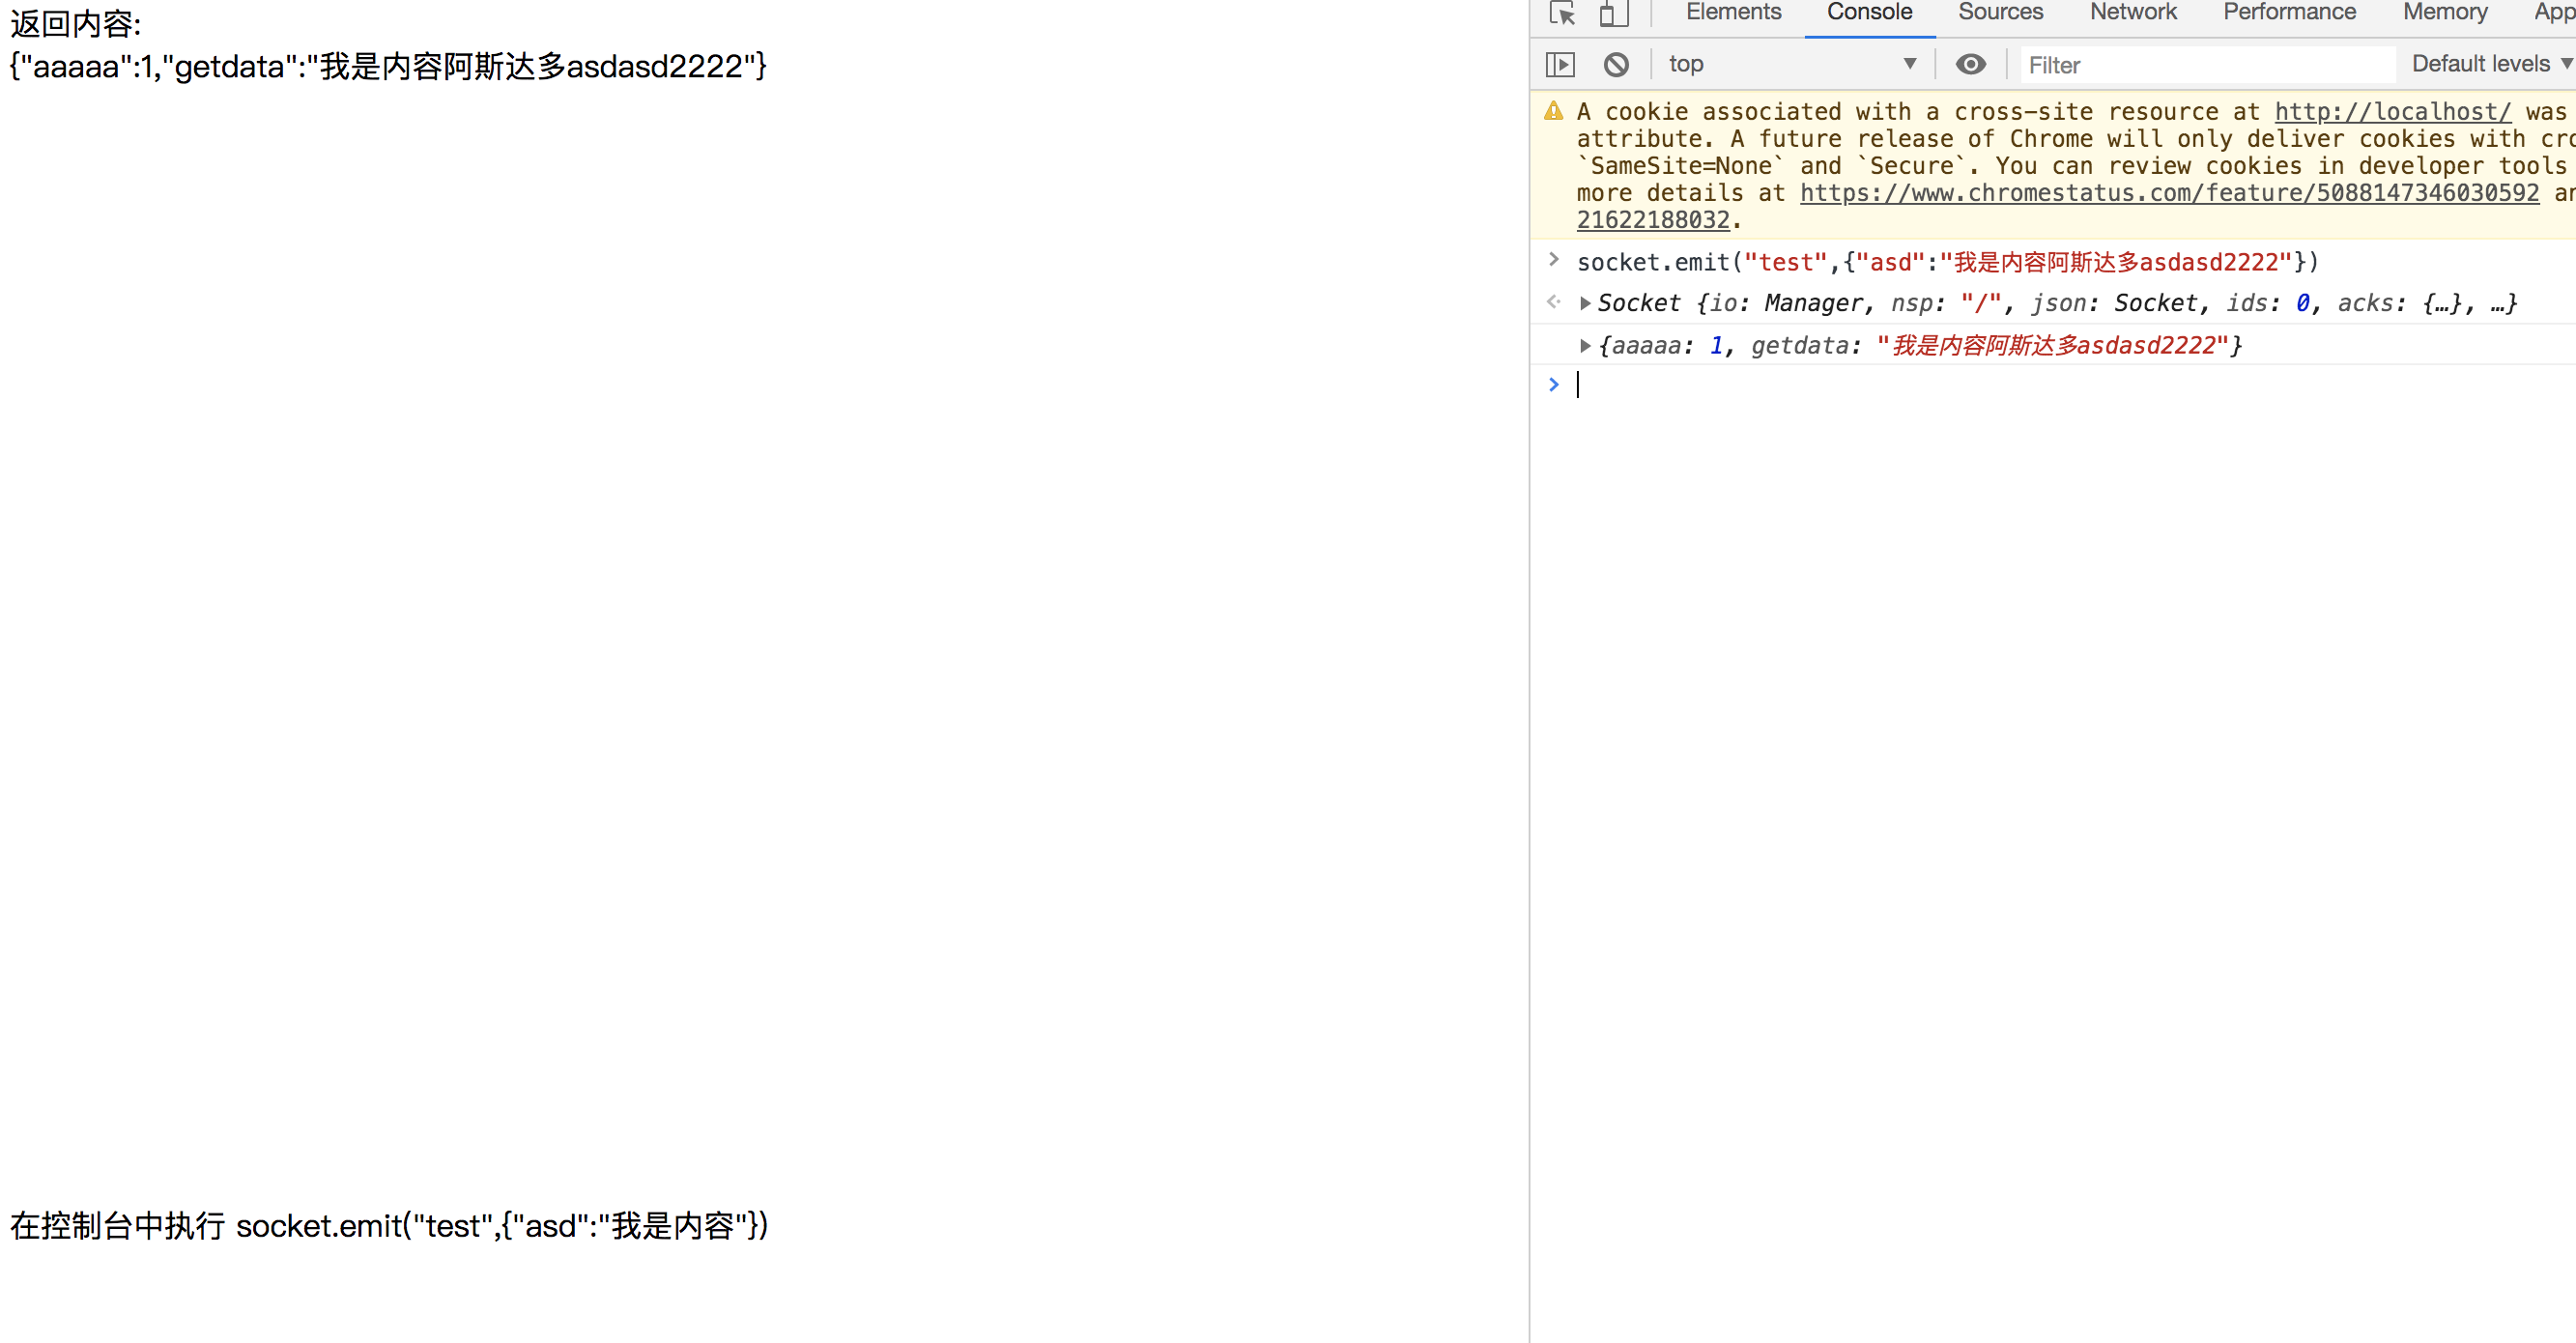 返回内容:
{"aaaaa":1,"getdata":"我是内容阿斯达多asdasd2222"}
在控制台中执行 socket.emit("test",{"asd":"我是内容"})
Elements Console Sources Network Performance Memory App
top Filter Default levels
A cookie associated with a cross-site resource at http://localhost/ was
attribute. A future release of Chrome will only deliver cookies with cro
`SameSite=None` and `Secure`. You can review cookies in developer tools
more details at https://www.chromestatus.com/feature/5088147346030592 an
21622188032.
socket.emit("test",{"asd":"我是内容阿斯达多asdasd2222"})
Socket {io: Manager, nsp: "/", json: Socket, ids: 0, acks: {…}, …}
{aaaaa: 1, getdata: "我是内容阿斯达多asdasd2222"}